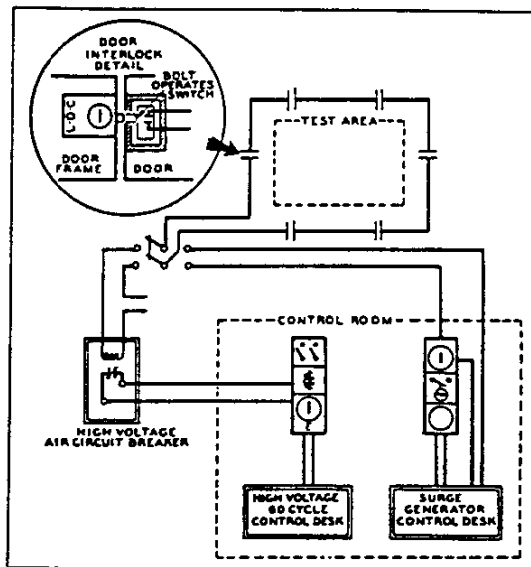 DOOR
INTERLOCK
DETAIL
BOLT
OPERATES
SWITCH
LOC
DOOR
FRAME
DOOR
TEST AREA
CONTROL ROOM
HIGH VOLTAGE
AIR CIRCUIT BREAKER
HIGH VOLTAGE
60 CYCLE
CONTROL DESK
SURGE
GENERATOR
CONTROL DESK